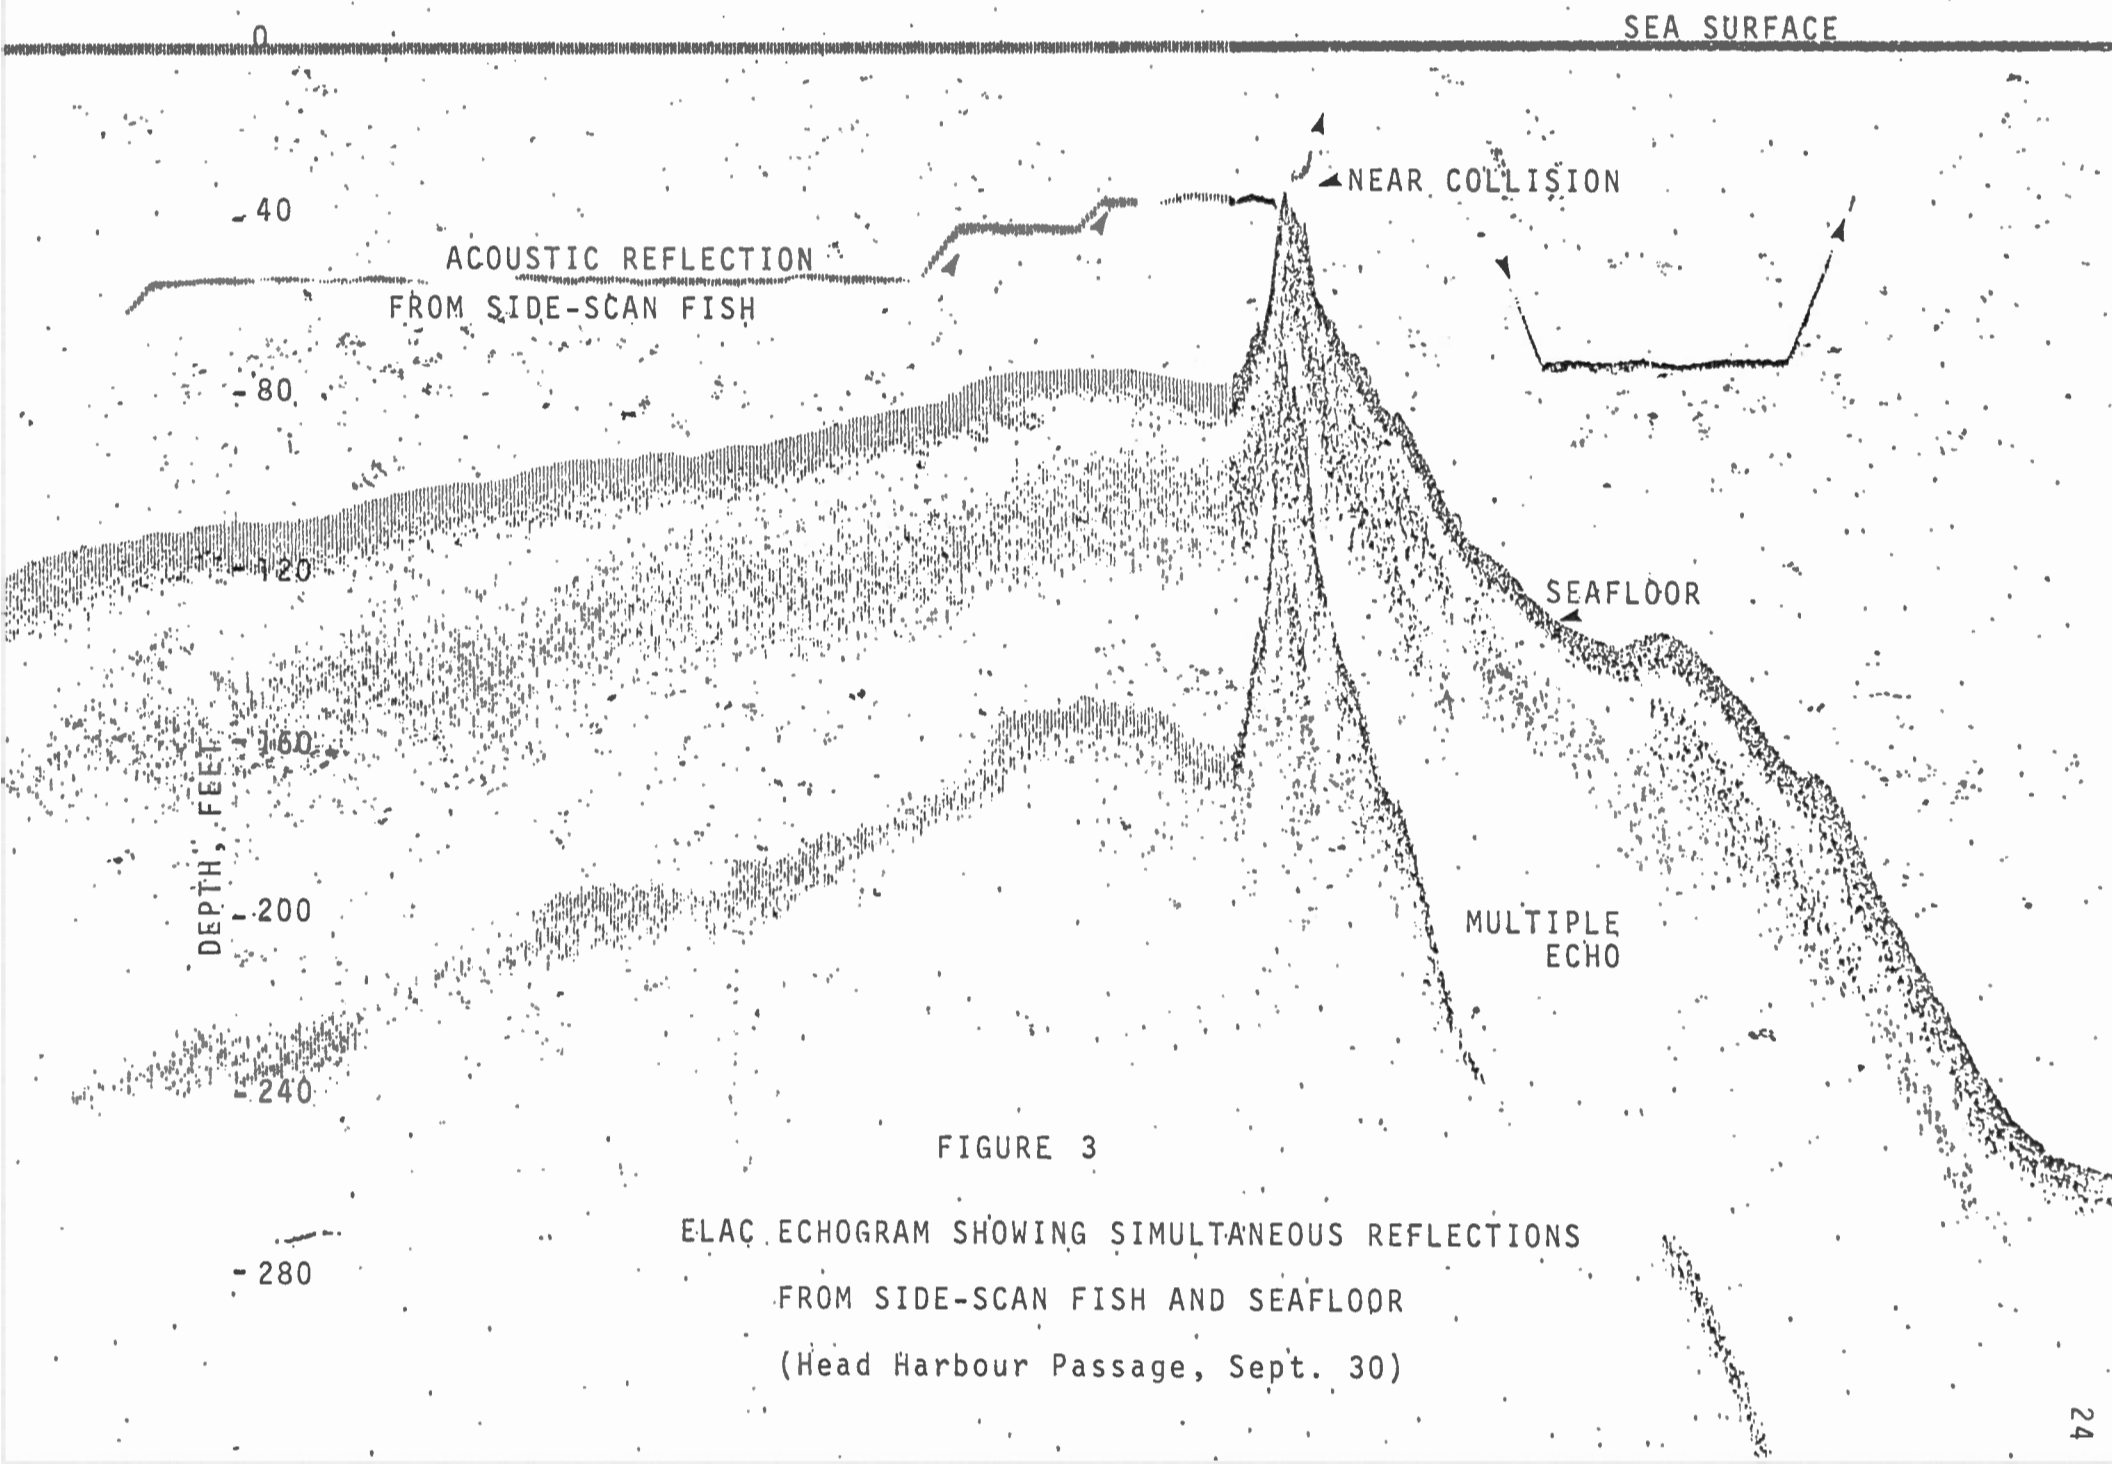 0
SEA SURFACE
NEAR COLLISION
- 40
ACOUSTIC REFLECTION
FROM SIDE-SCAN FISH
- 80
- 120
SEAFLOOR
- 160
DEPTH, FEET
- 200
MULTIPLE
ECHO
- 240
FIGURE 3
ELAC ECHOGRAM SHOWING SIMULTANEOUS REFLECTIONS
- 280
FROM SIDE-SCAN FISH AND SEAFLOOR
(Head Harbour Passage, Sept. 30)
24